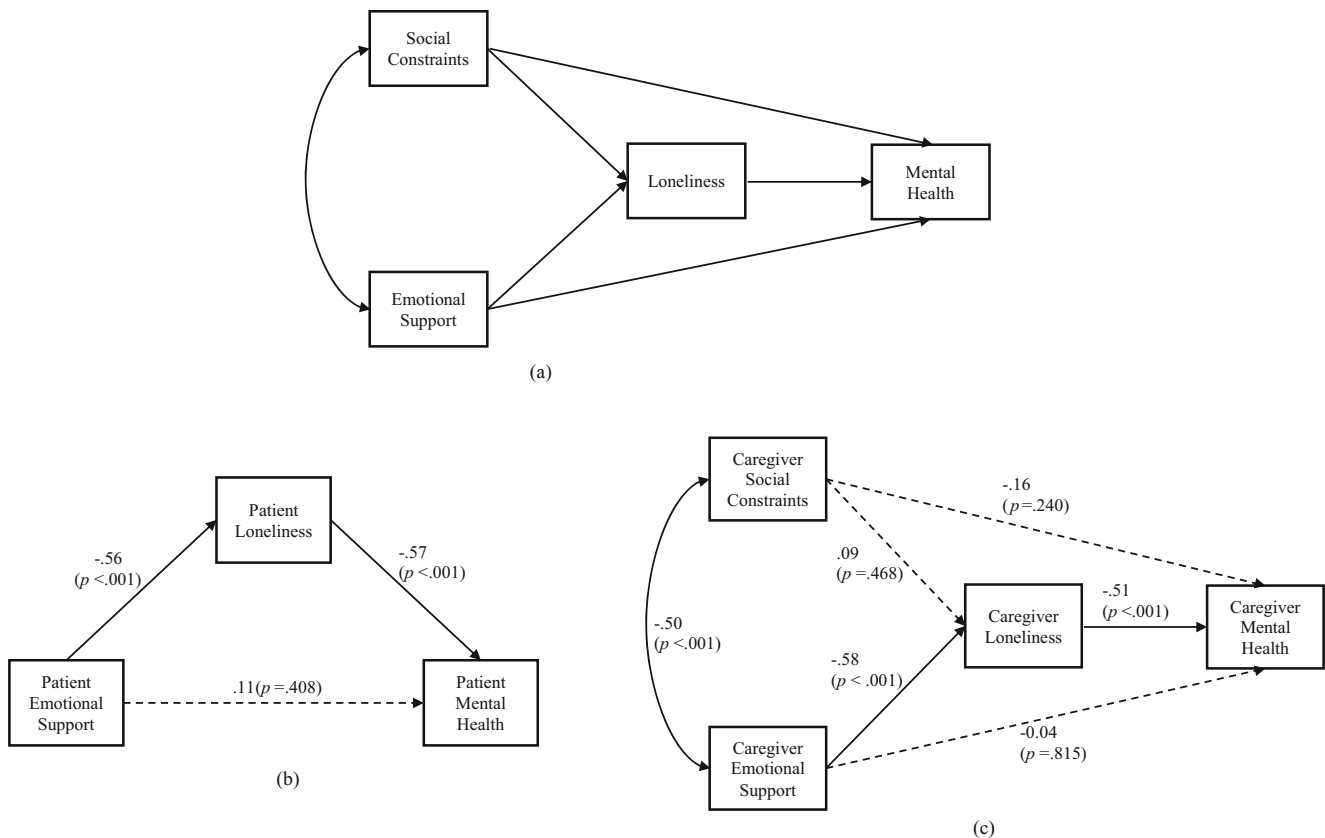 Social
Constraints
Loneliness
Mental
Health
Emotional
Support
(a)
Patient
Loneliness
-.56
(p <.001)
-.57
(p <.001)
Patient
Emotional
Support
.11(p =.408)
Patient
Mental
Health
(b)
Caregiver
Social
Constraints
-.16
(p =.240)
.09
(p =.468)
-.50
(p <.001)
Caregiver
Loneliness
-.51
(p <.001)
Caregiver
Mental
Health
-.58
(p < .001)
Caregiver
Emotional
Support
-0.04
(p =.815)
(c)